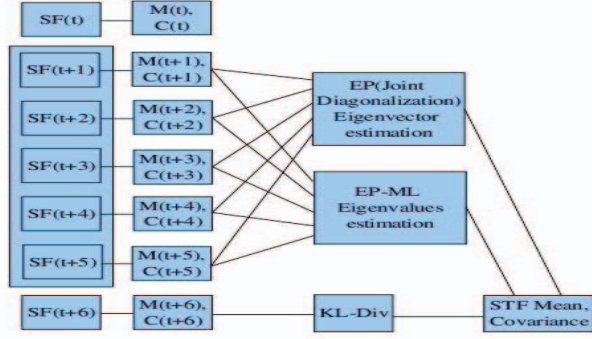 SF(t)
M(t),
C(t)
SF(t+1)
M(t+1),
C(t+1)
SF(t+2)
M(t+2),
C(t+2)
SF(t+3)
M(t+3),
C(t+3)
SF(t+4)
M(t+4),
C(t+4)
SF(t+5)
M(t+5),
C(t+5)
SF(t+6)
M(t+6),
C(t+6)
EP(Joint
Diagonalization)
Eigenvector
estimation
EP-ML
Eigenvalues
estimation
KL-Div
STF Mean,
Covariance